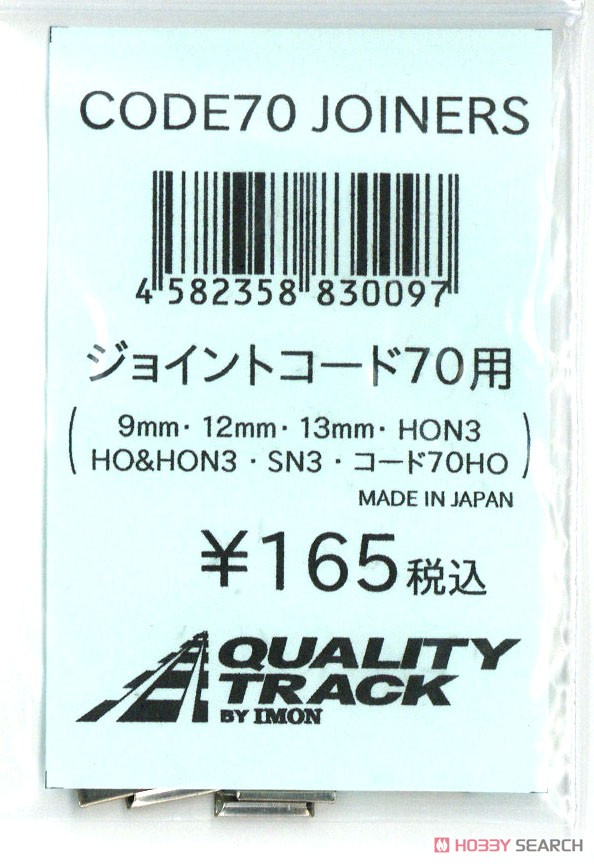 CODE70 JOINERS
4 582358 830097
ジョイントコード70用
(9mm・12mm・13mm・HON3
HO&HON3・SN3・コード70HO)
MADE IN JAPAN
¥165税込
QUALITY
TRACK
BY IMON
HOBBY SEARCH